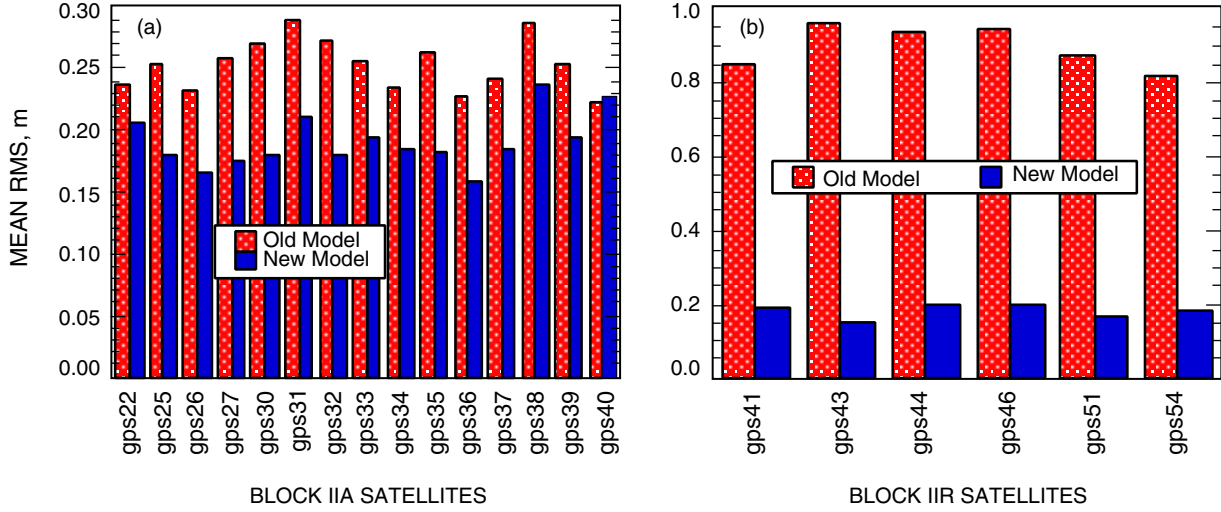 MEAN RMS, m
0.30
0.25
0.20
0.15
0.10
0.05
0.00
(a)
Old Model
New Model
gps22
gps25
gps26
gps27
gps30
gps31
gps32
gps33
gps34
gps35
gps36
gps37
gps38
gps39
gps40
BLOCK IIA SATELLITES
1.0
0.8
0.6
0.4
0.2
0.0
(b)
Old Model New Model
gps41
gps43
gps44
gps46
gps51
gps54
BLOCK IIR SATELLITES